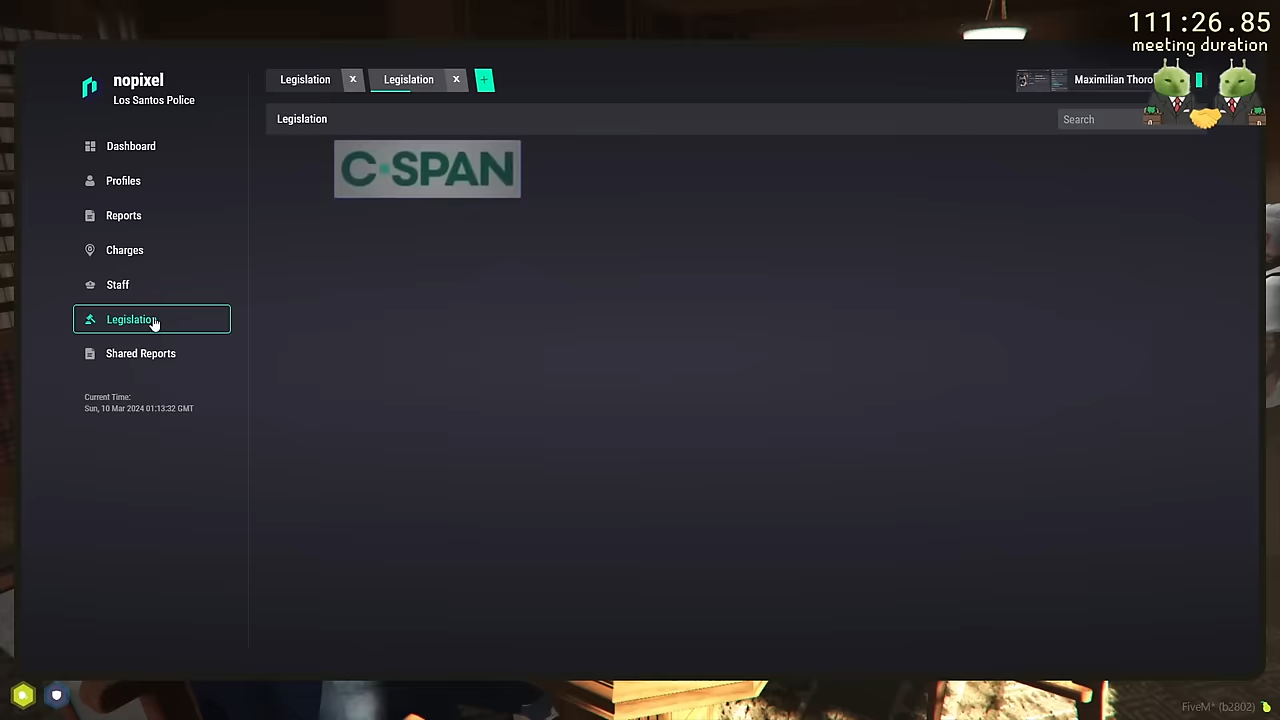 111:26.85
meeting duration
nopixel
Los Santos Police
Legislation x Legislation x +
Maximilian Thoro
Legislation
Search
C-SPAN
Dashboard
Profiles
Reports
Charges
Staff
Legislation
Shared Reports
Current Time:
Sun, 10 Mar 2024 01:13:32 GMT
FiveM* (b2802)